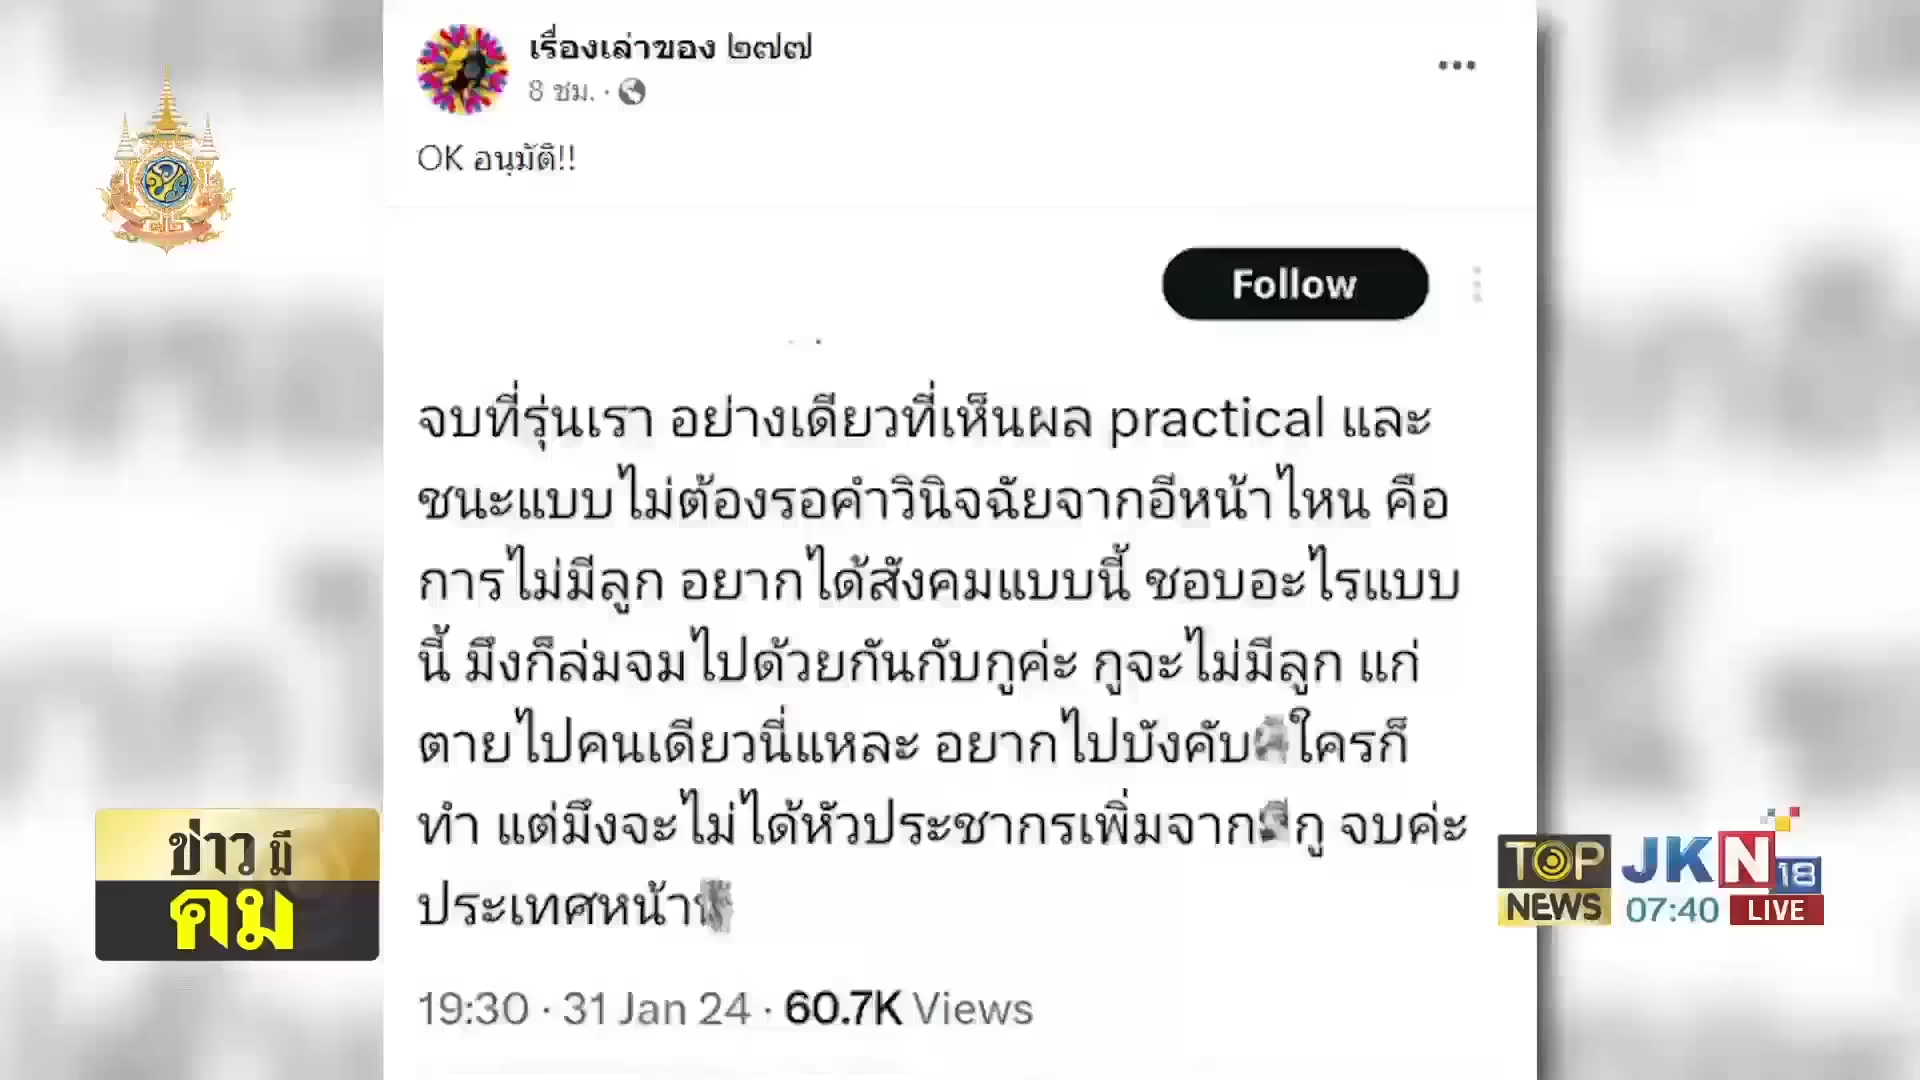 เรื่องเล่าของ ๒๗๗
8 ชม.
OK อนุมัติ!!
Follow
จบที่รุ่นเรา อย่างเดียวที่เห็นผล practical และ
ชนะแบบไม่ต้องรอคำวินิจฉัยจากอีหน้าไหน คือ
การไม่มีลูก อยากได้สังคมแบบนี้ ชอบอะไรแบบ
นี้ มึงก็ล่มจมไปด้วยกันกับกูค่ะ กูจะไม่มีลูก แก่
ตายไปคนเดียวนี่แหละ อยากไปบังคับ ใครก็
ทำ แต่มึงจะไม่ได้หัวประชากรเพิ่มจาก กู จบค่ะ
ประเทศหน้า
19:30 · 31 Jan 24 · 60.7K Views
ข่าวมี
คม
TOP
NEWS
JKN18
07:40 LIVE